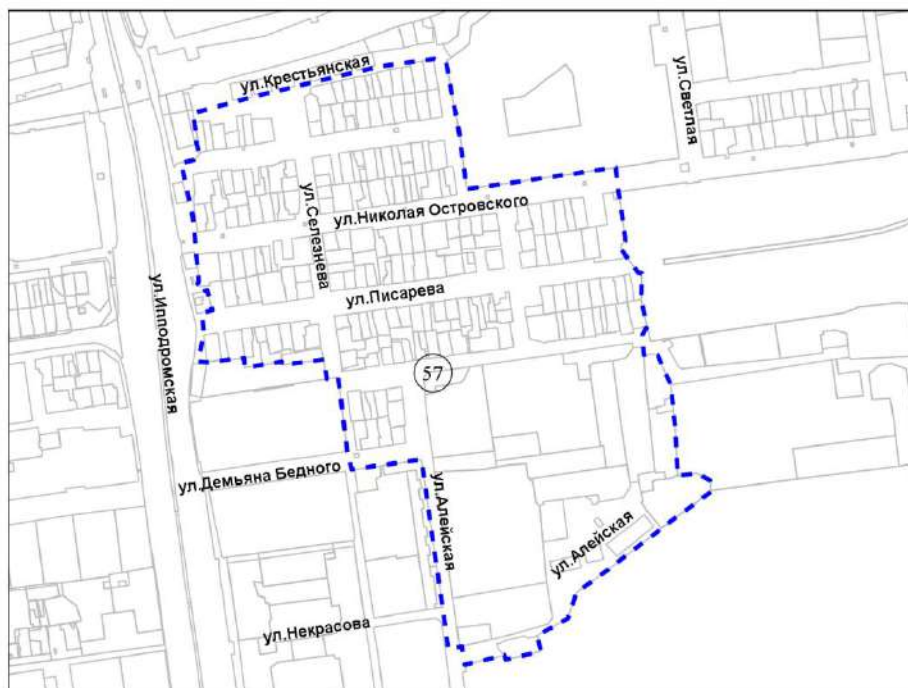 ул.Крестьянская
ул.Светлая
ул.Селезнева
ул.Николая Островского
ул.Писарева
ул.Ипподромская
57
ул.Демьяна Бедного
ул.Алейская
ул.Алейская
ул.Некрасова